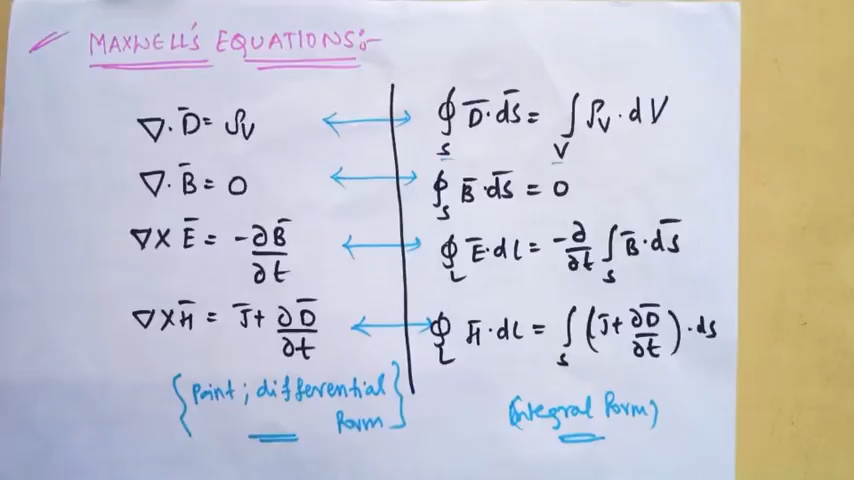 MAXWELL'S EQUATIONS:-
∇. D̅ = ρv ⟷ ∮s D̅.ds̅ = ∫v ρv . dV
∇. B̅ = 0 ⟷ ∮s B̅.ds̅ = 0
∇ X E̅ = -∂B̅/∂t ⟷ ∮L E̅.dl = -∂/∂t ∫s B̅.ds̅
∇ X H̅ = J̅ + ∂D̅/∂t ⟷ ∮L H̅.dl = ∫s (J̅ + ∂D̅/∂t).ds
{Point; differential form} (integral form)